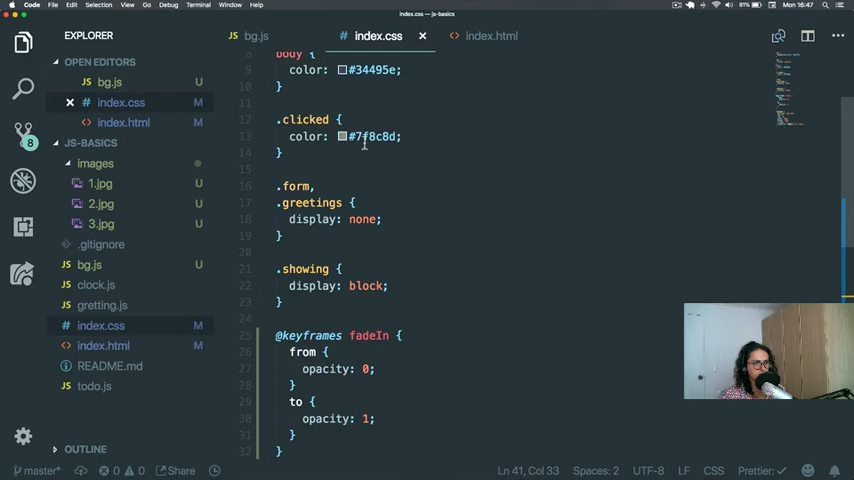 Code File Edit Selection View Go Debug Terminal Window Help
81% Mon 16:47
index.css — js-basics
EXPLORER
JS bg.js
# index.css ×
<> index.html
OPEN EDITORS
JS bg.js U
× # index.css M
<> index.html M
JS-BASICS
images
1.jpg
2.jpg
3.jpg
.gitignore
JS bg.js U
JS clock.js
JS gretting.js
# index.css M
<> index.html M
README.md
JS todo.js
OUTLINE
8
8 body {
9 color: #34495e;
10 }
11
12 .clicked {
13 color: #7f8c8d;
14 }
15
16 .form,
17 .greetings {
18 display: none;
19 }
20
21 .showing {
22 display: block;
23 }
24
25 @keyframes fadeIn {
26 from {
27 opacity: 0;
28 }
29 to {
30 opacity: 1;
31 }
32 }
master* 0 0 Share
Ln 41, Col 33 Spaces: 2 UTF-8 LF CSS Prettier: ✓